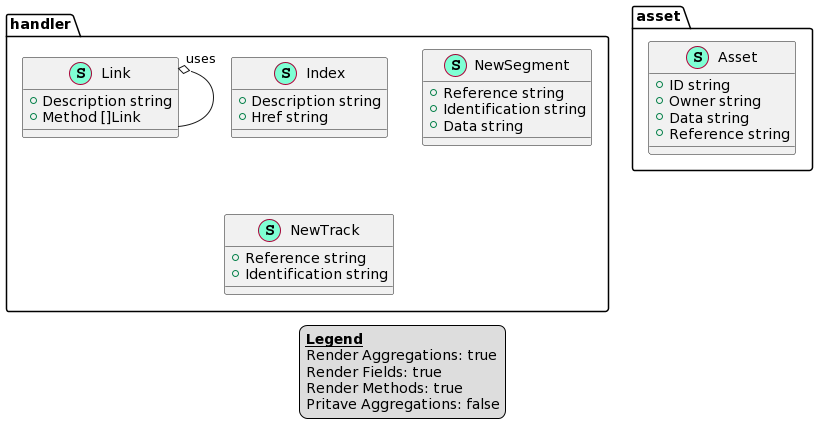 handler
asset
uses
S Link
Description string
Method []Link
S Index
Description string
Href string
S NewSegment
Reference string
Identification string
Data string
S Asset
ID string
Owner string
Data string
Reference string
S NewTrack
Reference string
Identification string
Legend
Render Aggregations: true
Render Fields: true
Render Methods: true
Pritave Aggregations: false